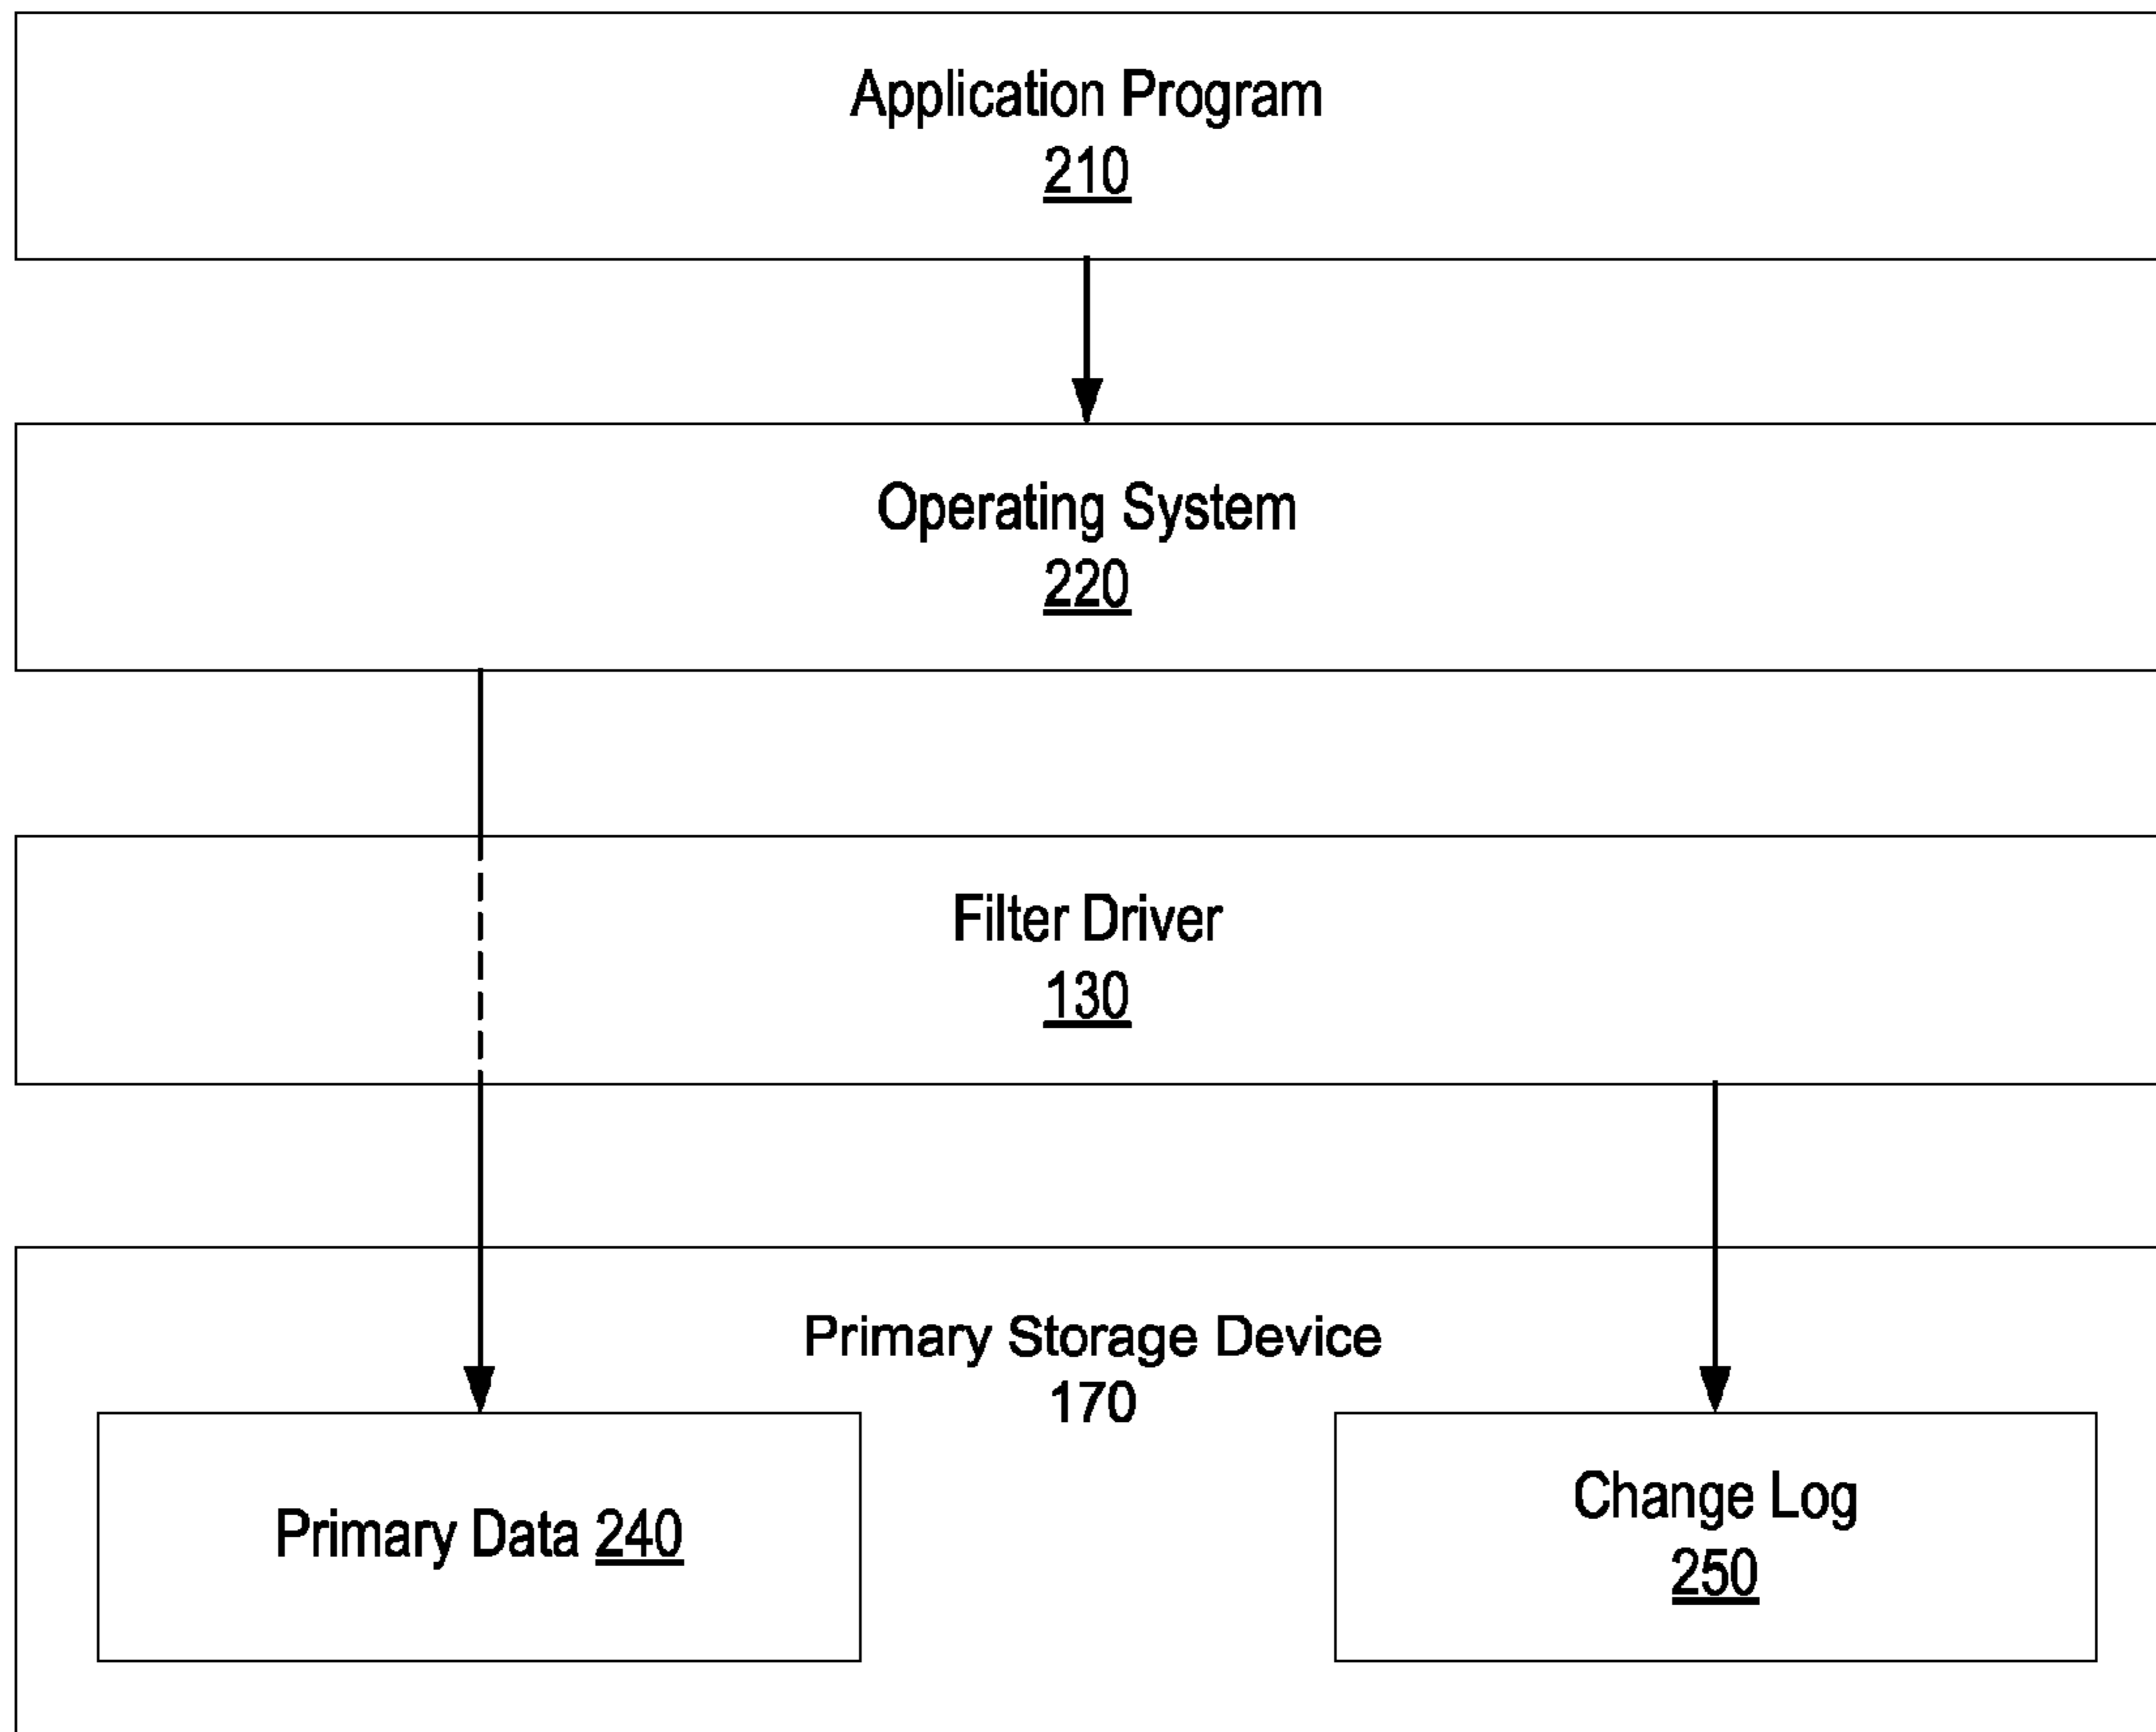 Application Program
210
Operating System
220
Filter Driver
130
Primary Storage Device
170
Primary Data 240
Change Log
250